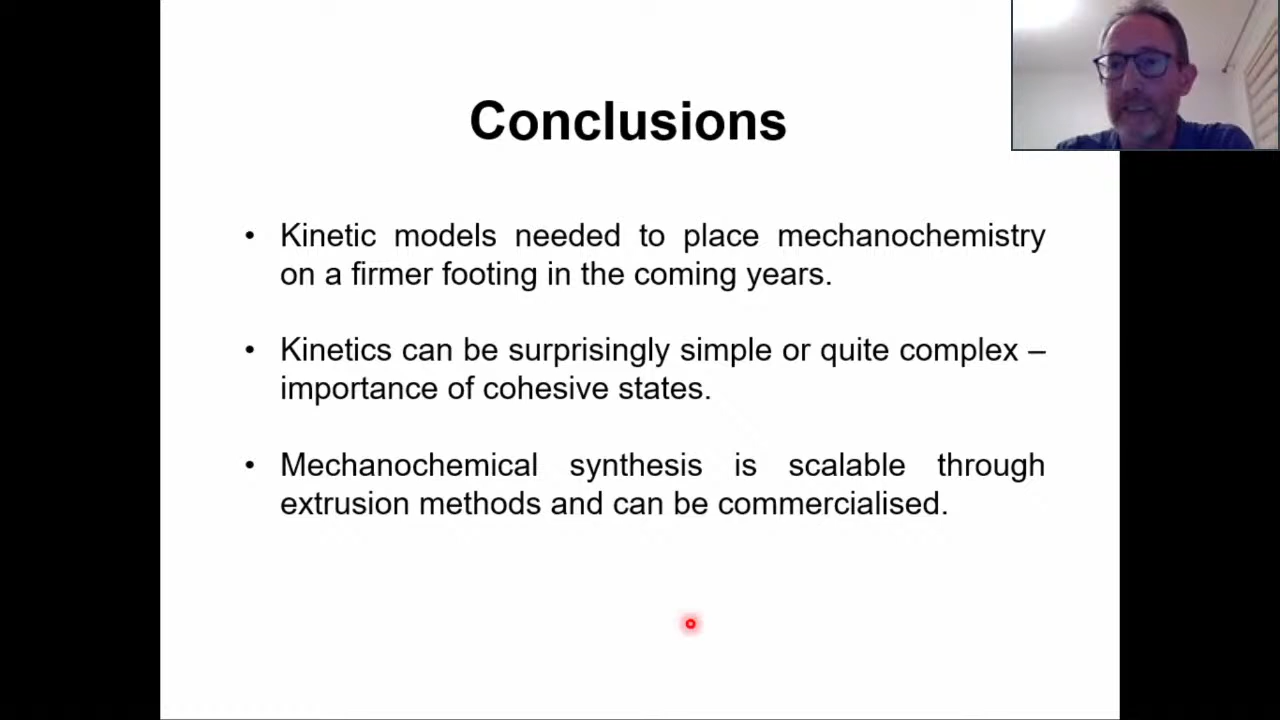 Conclusions
• Kinetic models needed to place mechanochemistry
on a firmer footing in the coming years.
• Kinetics can be surprisingly simple or quite complex –
importance of cohesive states.
• Mechanochemical synthesis is scalable through
extrusion methods and can be commercialised.